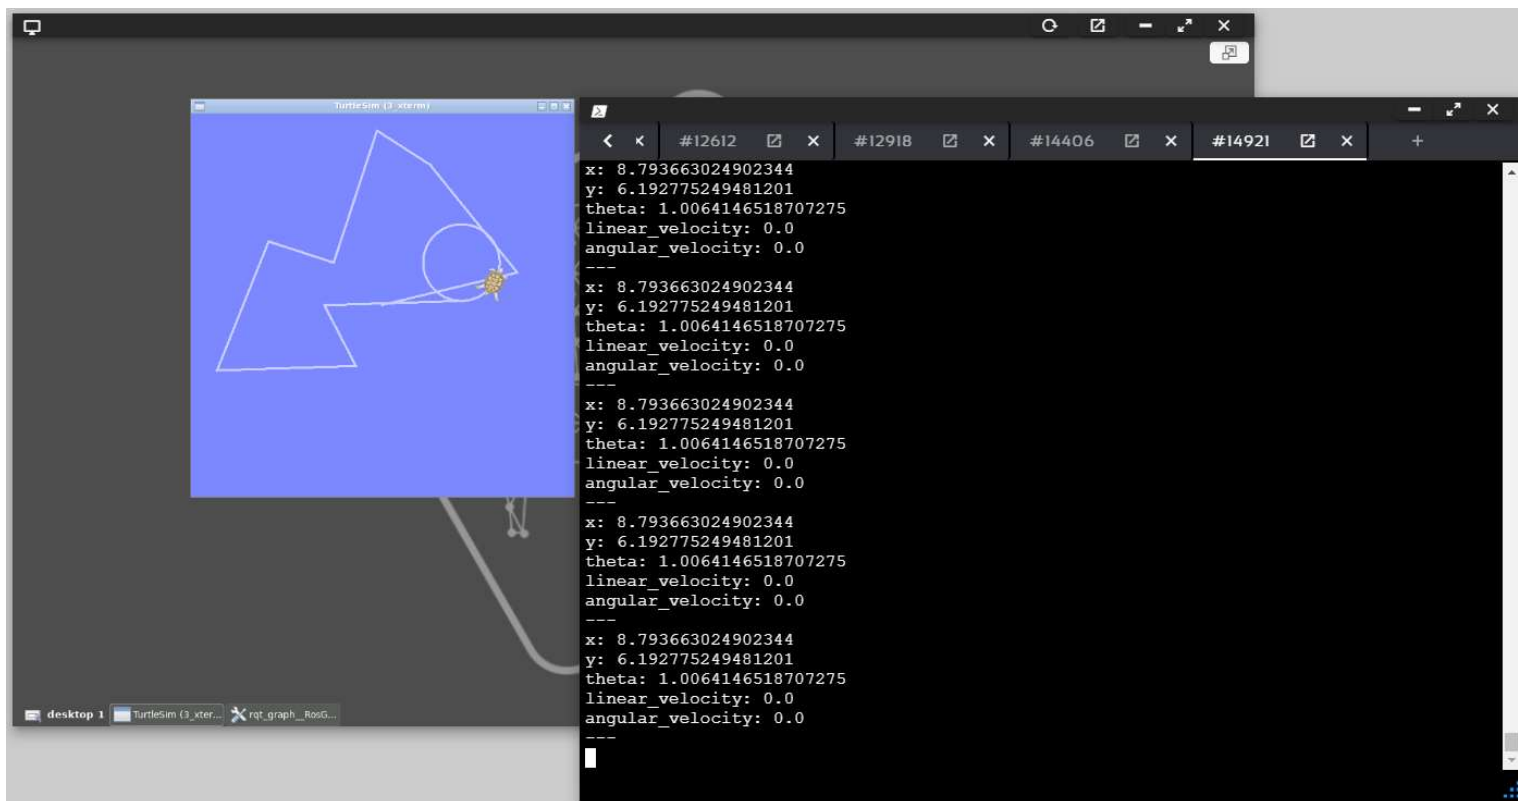 TurtleSim (3_xterm)
#12612
#12918
#14406
#14921
x: 8.793663024902344
y: 6.192775249481201
theta: 1.0064146518707275
linear_velocity: 0.0
angular_velocity: 0.0
---
x: 8.793663024902344
y: 6.192775249481201
theta: 1.0064146518707275
linear_velocity: 0.0
angular_velocity: 0.0
---
x: 8.793663024902344
y: 6.192775249481201
theta: 1.0064146518707275
linear_velocity: 0.0
angular_velocity: 0.0
---
x: 8.793663024902344
y: 6.192775249481201
theta: 1.0064146518707275
linear_velocity: 0.0
angular_velocity: 0.0
---
x: 8.793663024902344
y: 6.192775249481201
theta: 1.0064146518707275
linear_velocity: 0.0
angular_velocity: 0.0
---
desktop 1
TurtleSim (3_xter...
rqt_graph__RosG...